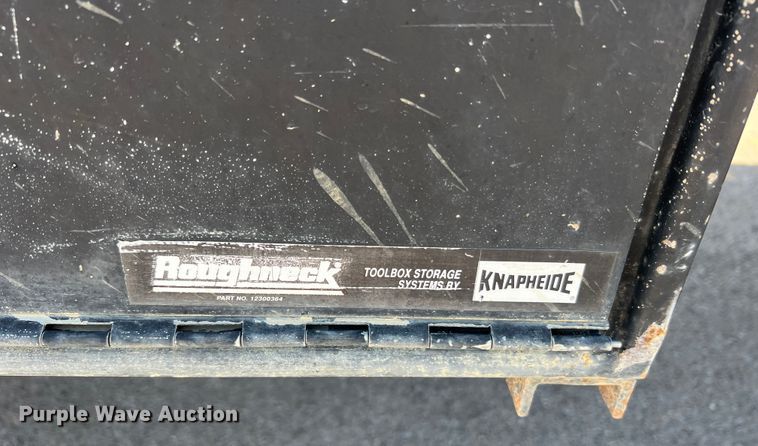 Roughneck
PART NO. 12300364
TOOLBOX STORAGE
SYSTEMS BY
KNAPHEIDE
Purple Wave Auction